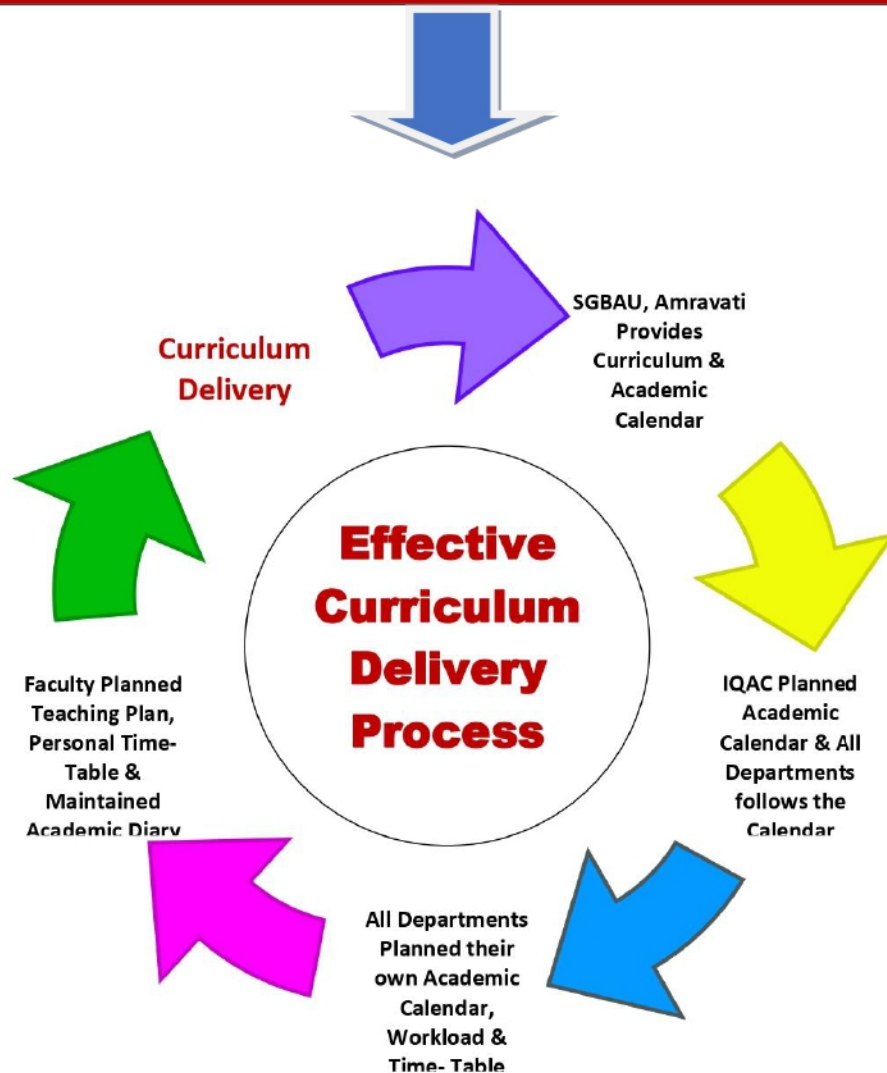 Curriculum
Delivery
SGBAU, Amravati
Provides
Curriculum &
Academic
Calendar
Effective
Curriculum
Delivery
Process
IQAC Planned
Academic
Calendar & All
Departments
follows the
Calendar
All Departments
Planned their
own Academic
Calendar,
Workload &
Time- Table
Faculty Planned
Teaching Plan,
Personal Time-
Table &
Maintained
Academic Diary